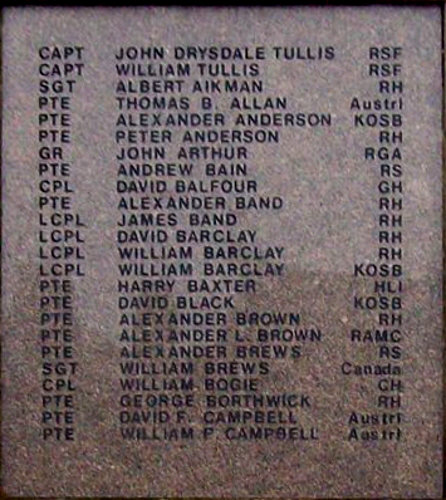 CAPT JOHN DRYSDALE TULLIS RSF
CAPT WILLIAM TULLIS RSF
SGT ALBERT AIKMAN RH
PTE THOMAS B. ALLAN Austrl
PTE ALEXANDER ANDERSON KOSB
PTE PETER ANDERSON RH
GR JOHN ARTHUR RGA
PTE ANDREW BAIN RS
CPL DAVID BALFOUR GH
PTE ALEXANDER BAND RH
LCPL JAMES BAND RH
LCPL DAVID BARCLAY RH
LCPL WILLIAM BARCLAY RH
LCPL WILLIAM BARCLAY KOSB
PTE HARRY BAXTER HLI
PTE DAVID BLACK KOSB
PTE ALEXANDER BROWN RH
PTE ALEXANDER L. BROWN RAMC
PTE ALEXANDER BREWS RS
SGT WILLIAM BREWS Canada
CPL WILLIAM BOGIE GH
PTE GEORGE BORTHWICK RH
PTE DAVID F. CAMPBELL Austrl
PTE WILLIAM P. CAMPBELL Austrl